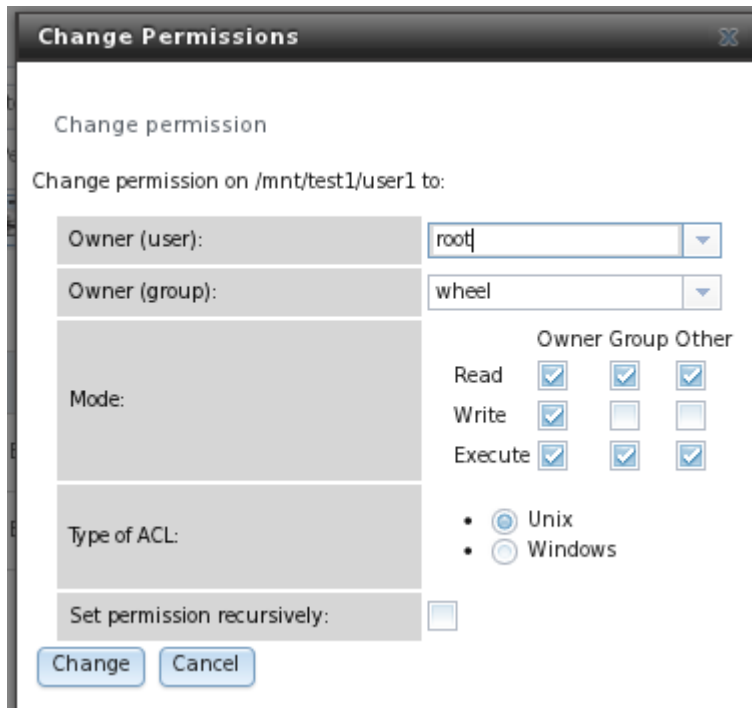 Change Permissions
Change permission
Change permission on /mnt/test1/user1 to:
Owner (user): root
Owner (group): wheel
Owner Group Other
Mode:
Read
Write
Execute
Type of ACL:
Unix
Windows
Set permission recursively:
Change Cancel